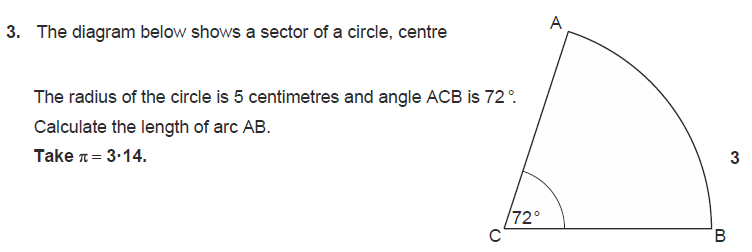 3. The diagram below shows a sector of a circle, centre
The radius of the circle is 5 centimetres and angle ACB is 72°.
Calculate the length of arc AB.
Take π = 3·14.
3
A
72°
C
B